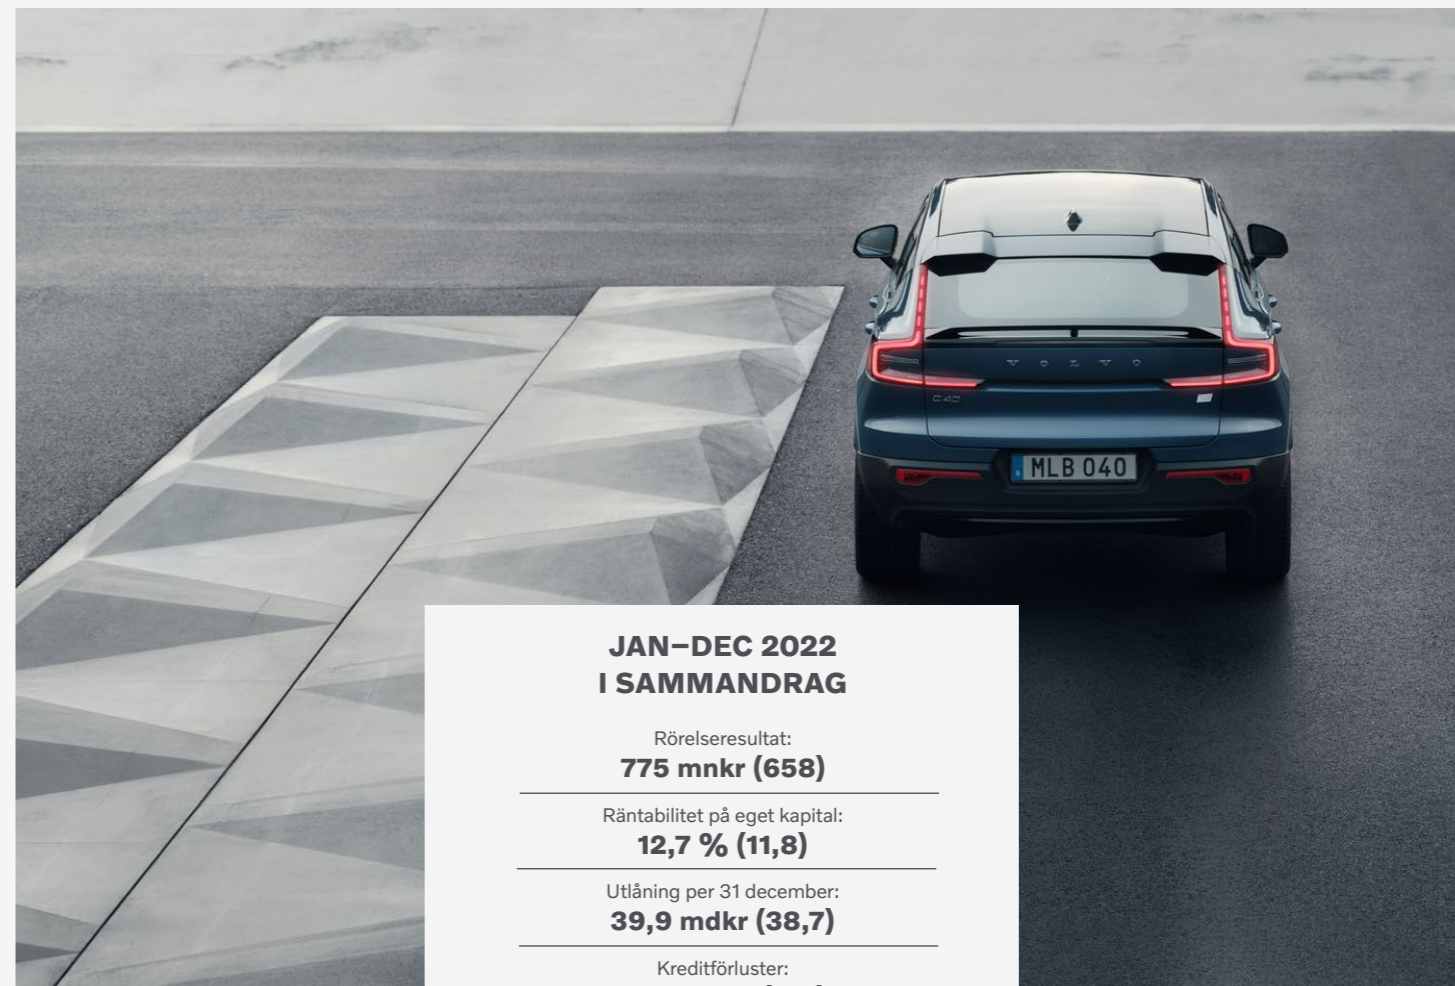 VOLVO
C40
MLB 040
JAN–DEC 2022
I SAMMANDRAG
Rörelseresultat:
775 mnkr (658)
Räntabilitet på eget kapital:
12,7 % (11,8)
Utlåning per 31 december:
39,9 mdkr (38,7)
Kreditförluster: